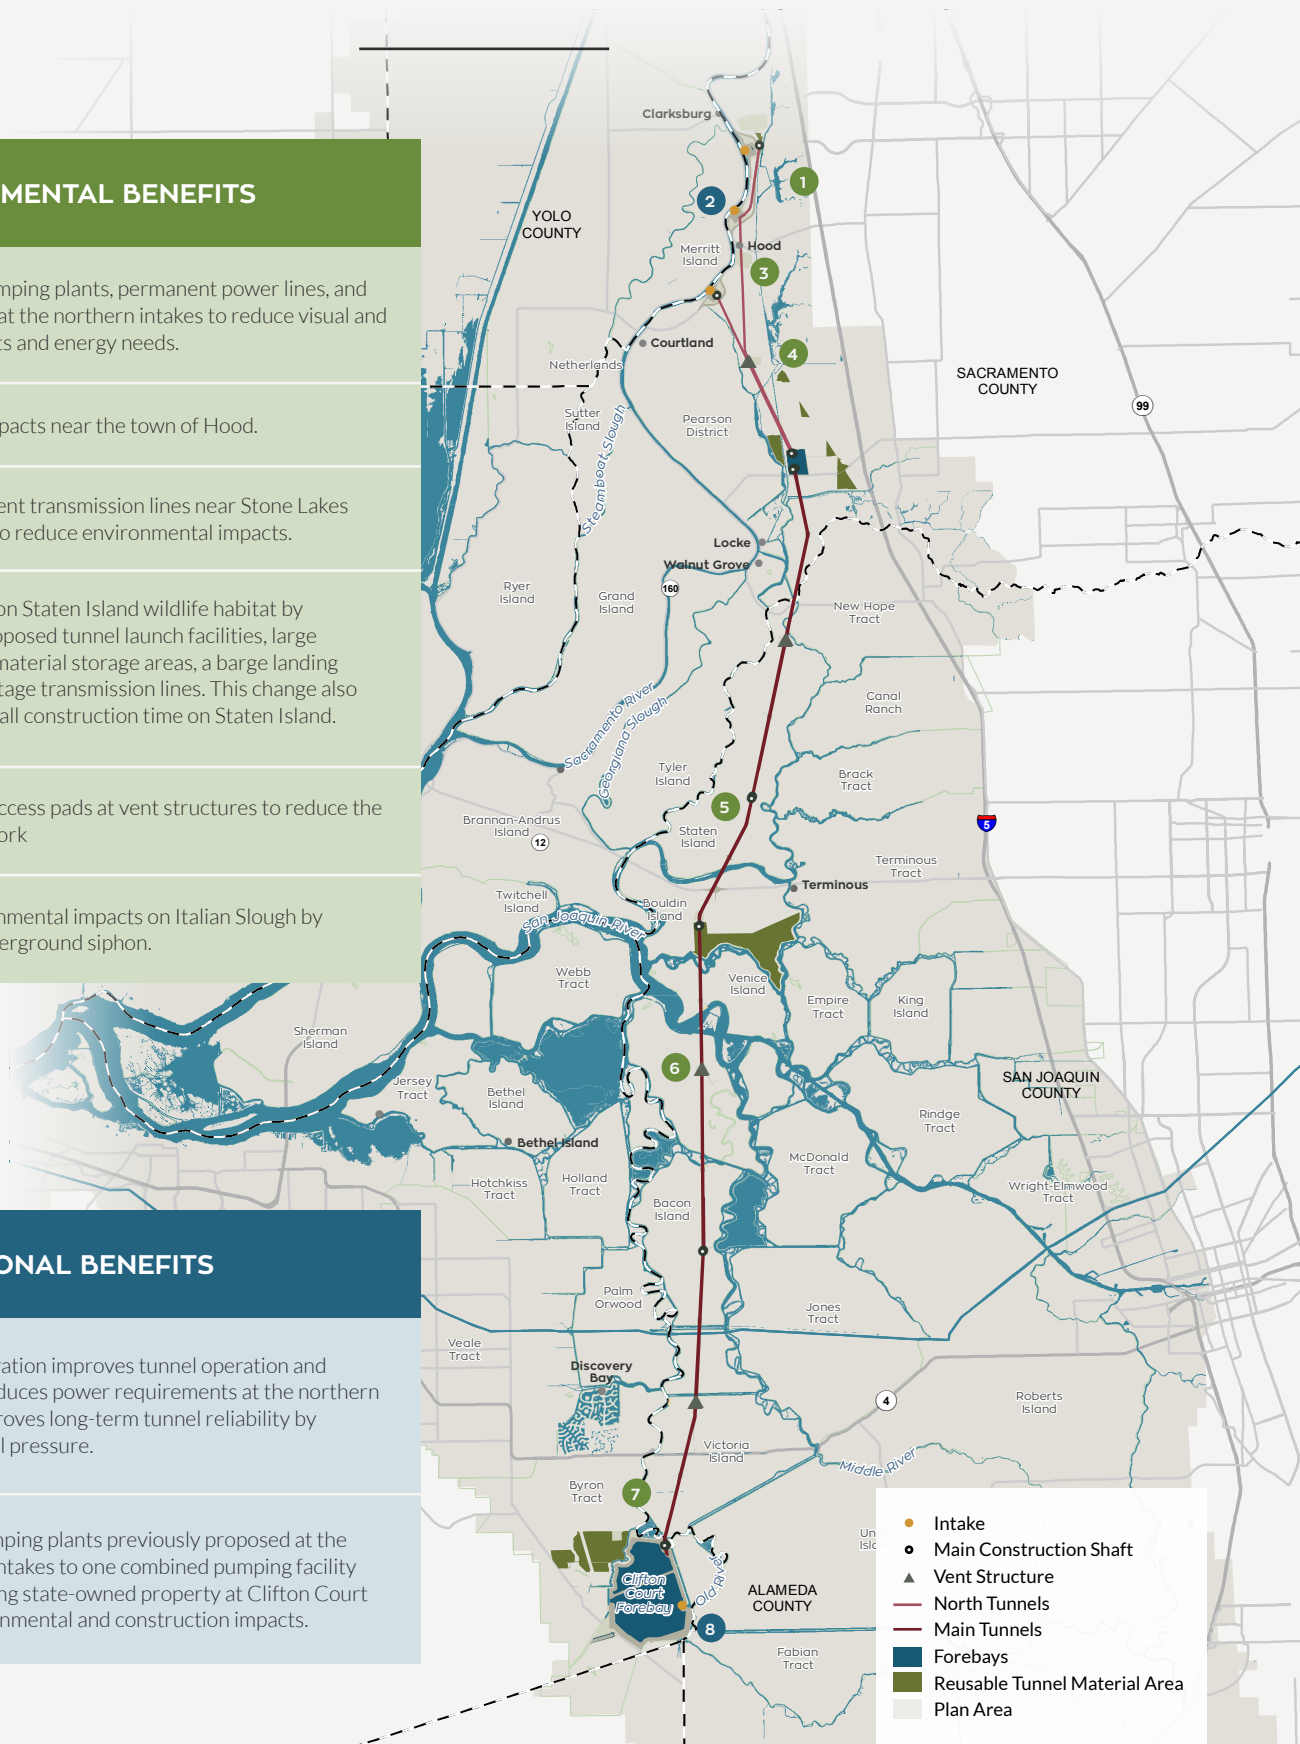 MENTAL BENEFITS
mping plants, permanent power lines, and
at the northern intakes to reduce visual and
ts and energy needs.
pacts near the town of Hood.
ent transmission lines near Stone Lakes
o reduce environmental impacts.
on Staten Island wildlife habitat by
oposed tunnel launch facilities, large
material storage areas, a barge landing
tage transmission lines. This change also
all construction time on Staten Island.
ccess pads at vent structures to reduce the
ork
nmental impacts on Italian Slough by
erground siphon.
ONAL BENEFITS
ration improves tunnel operation and
duces power requirements at the northern
roves long-term tunnel reliability by
l pressure.
mping plants previously proposed at the
ntakes to one combined pumping facility
ng state-owned property at Clifton Court
nmental and construction impacts.
Clarksburg
1
2
YOLO
COUNTY
Merritt
Island
Hood
3
Courtland
4
Netherlands
SACRAMENTO
COUNTY
99
Sutter
Island
Steamboat Slough
Pearson
District
Locke
Walnut Grove
160
Ryer
Island
Grand
Island
New Hope
Tract
Sacramento River
Georgiana Slough
Canal
Ranch
Tyler
Island
Brack
Tract
5
5
Brannan-Andrus
Island
12
Staten
Island
Terminous
Tract
Terminous
Twitchell
Island
Bouldin
Island
San Joaquin River
Webb
Tract
Venice
Island
Empire
Tract
King
Island
Sherman
Island
6
SAN JOAQUIN
COUNTY
Jersey
Tract
Bethel
Island
Rindge
Tract
Bethel Island
McDonald
Tract
Hotchkiss
Tract
Holland
Tract
Wright-Elmwood
Tract
Bacon
Island
Palm
Orwood
Jones
Tract
Veale
Tract
Discovery
Bay
4
Roberts
Island
Victoria
Island
Middle River
Byron
Tract
7
Clifton
Court
Forebay
Old River
ALAMEDA
COUNTY
8
Fabian
Tract
Intake
Main Construction Shaft
Vent Structure
North Tunnels
Main Tunnels
Forebays
Reusable Tunnel Material Area
Plan Area